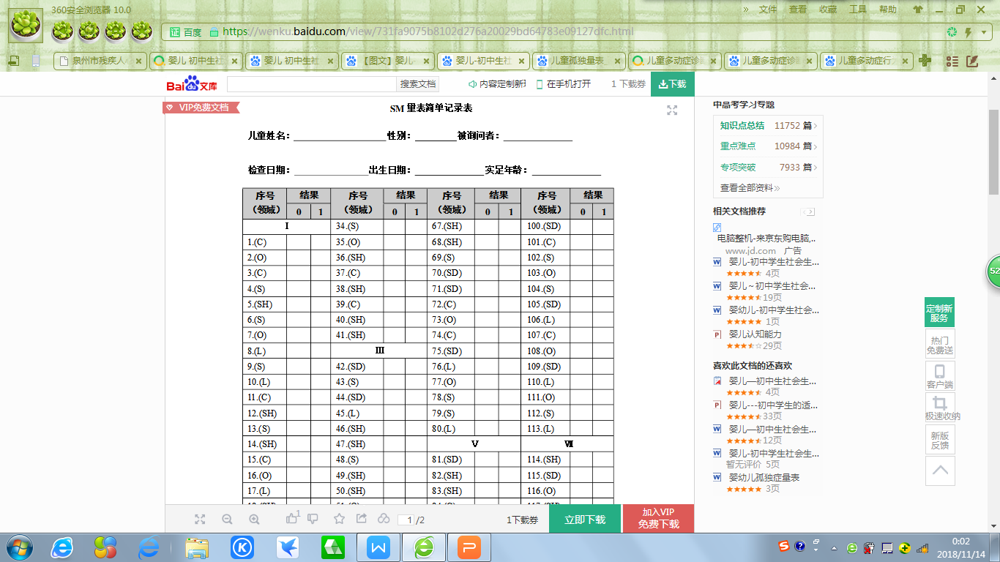 360安全浏览器 10.0
» 文件 查看 收藏 工具 帮助
证 百度 https://wenku.baidu.com/view/731fa9075b8102d276a20029bd64783e09127dfc.html
泉州市残疾人 婴儿 初中生社 婴儿 初中生社 【图文】婴儿- 婴儿-初中生社 儿童孤独量表_ 儿童多动症诊 儿童多动症诊 儿童多动症行
Bai du 文库 搜索文档 内容定制新 在手机打开 1 下载券 下载
VIP免费文档
SM 量表简单记录表
儿童姓名：____ 性别：____ 被询问者：____
检查日期：____ 出生日期：____ 实足年龄：____
序号 结果 序号 结果 序号 结果 序号 结果
（领域） 0 1 （领域） 0 1 （领域） 0 1 （领域） 0 1
I 34.(S) 67.(SH) 100.(SD)
1.(C) 35.(O) 68.(SH) 101.(C)
2.(O) 36.(SH) 69.(S) 102.(S)
3.(C) 37.(C) 70.(SD) 103.(O)
4.(S) 38.(SH) 71.(SD) 104.(S)
5.(SH) 39.(C) 72.(C) 105.(SD)
6.(S) 40.(SH) 73.(O) 106.(L)
7.(O) 41.(SH) 74.(C) 107.(C)
8.(L) III 75.(SD) 108.(O)
9.(S) 42.(SD) 76.(L) 109.(SD)
10.(L) 43.(S) 77.(O) 110.(L)
11.(C) 44.(SD) 78.(S) 111.(O)
12.(SH) 45.(L) 79.(S) 112.(S)
13.(S) 46.(SH) 80.(L) 113.(L)
14.(SH) 47.(SH) V VII
15.(C) 48.(S) 81.(SD) 114.(SH)
16.(O) 49.(SH) 82.(SH) 115.(SD)
17.(L) 50.(SH) 83.(SH) 116.(O)
1 /2 1下载券 立即下载 加入VIP
免费下载
中高考学习专题
知识点总结 11752 篇
重点难点 10984 篇
专项突破 7933 篇
查看全部资料»
相关文档推荐
电脑整机-来京东购电脑,..
www.jd.com 广告
婴儿-初中学生社会生...
4页
婴儿～初中学生社会...
19页
婴幼儿-初中学生社会...
1页
婴儿认知能力
29页
喜欢此文档的还喜欢
婴儿—初中生社会生...
4页
婴儿---初中学生的适...
33页
婴儿—初中生社会生...
12页
婴儿-初中学生社会生...
暂无评价 5页
婴幼儿孤独症量表
3页
52
定制新
服务
热门
免费送
客户端
极速收纳
新版
反馈
0:02
2018/11/14